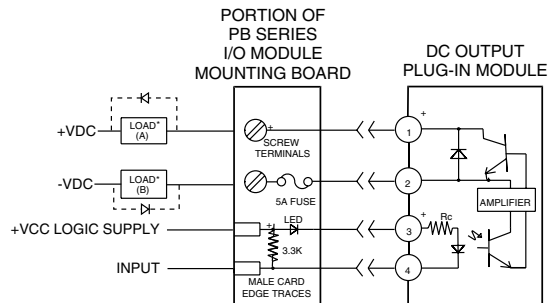 PORTION OF
PB SERIES
I/O MODULE
MOUNTING BOARD
DC OUTPUT
PLUG-IN MODULE
+VDC
LOAD*
(A)
+
SCREW
TERMINALS
1
+
-VDC
LOAD*
(B)
5A FUSE
2
AMPLIFIER
+VCC LOGIC SUPPLY
+
LED
3
+
Rc
3.3K
INPUT
4
MALE CARD
EDGE TRACES